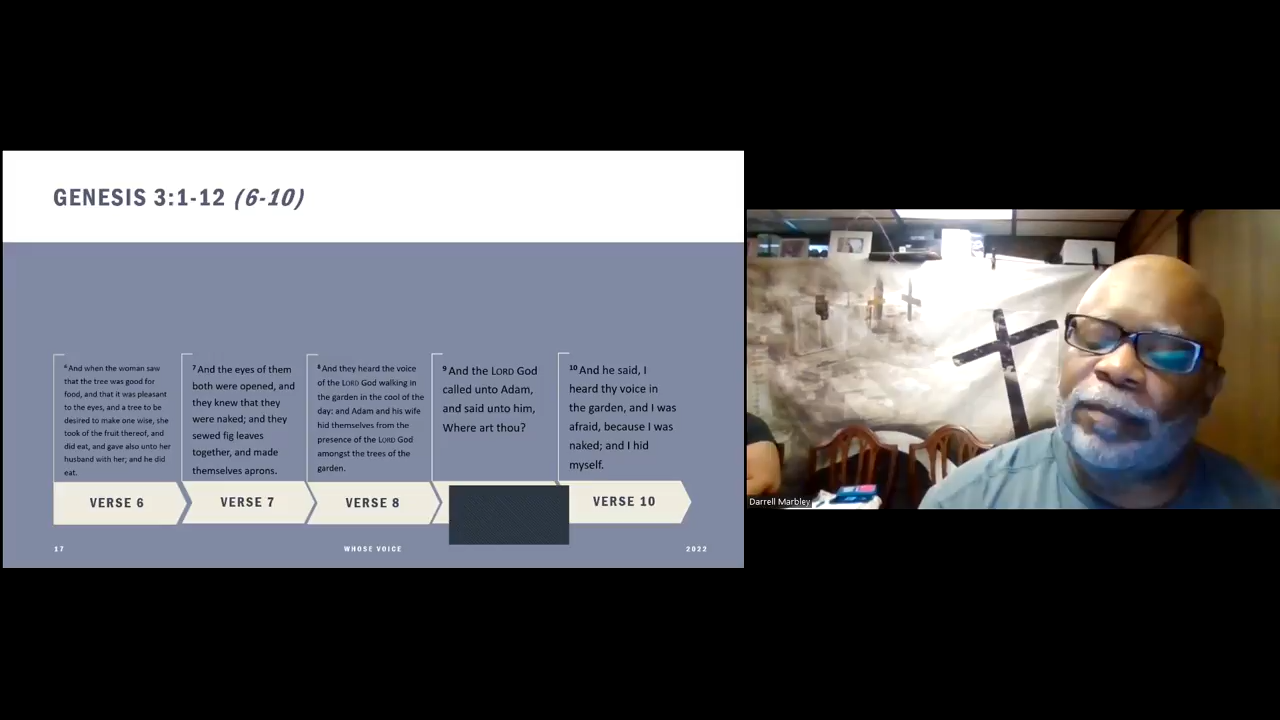 GENESIS 3:1-12 (6-10)
⁶ And when the woman saw
that the tree was good for
food, and that it was pleasant
to the eyes, and a tree to be
desired to make one wise, she
took of the fruit thereof, and
did eat, and gave also unto her
husband with her; and he did
eat.
VERSE 6
⁷ And the eyes of them
both were opened, and
they knew that they
were naked; and they
sewed fig leaves
together, and made
themselves aprons.
VERSE 7
⁸ And they heard the voice
of the LORD God walking in
the garden in the cool of the
day: and Adam and his wife
hid themselves from the
presence of the LORD God
amongst the trees of the
garden.
VERSE 8
⁹ And the LORD God
called unto Adam,
and said unto him,
Where art thou?
¹⁰ And he said, I
heard thy voice in
the garden, and I was
afraid, because I was
naked; and I hid
myself.
VERSE 10
17
WHOSE VOICE
2022
Darrell Marbley